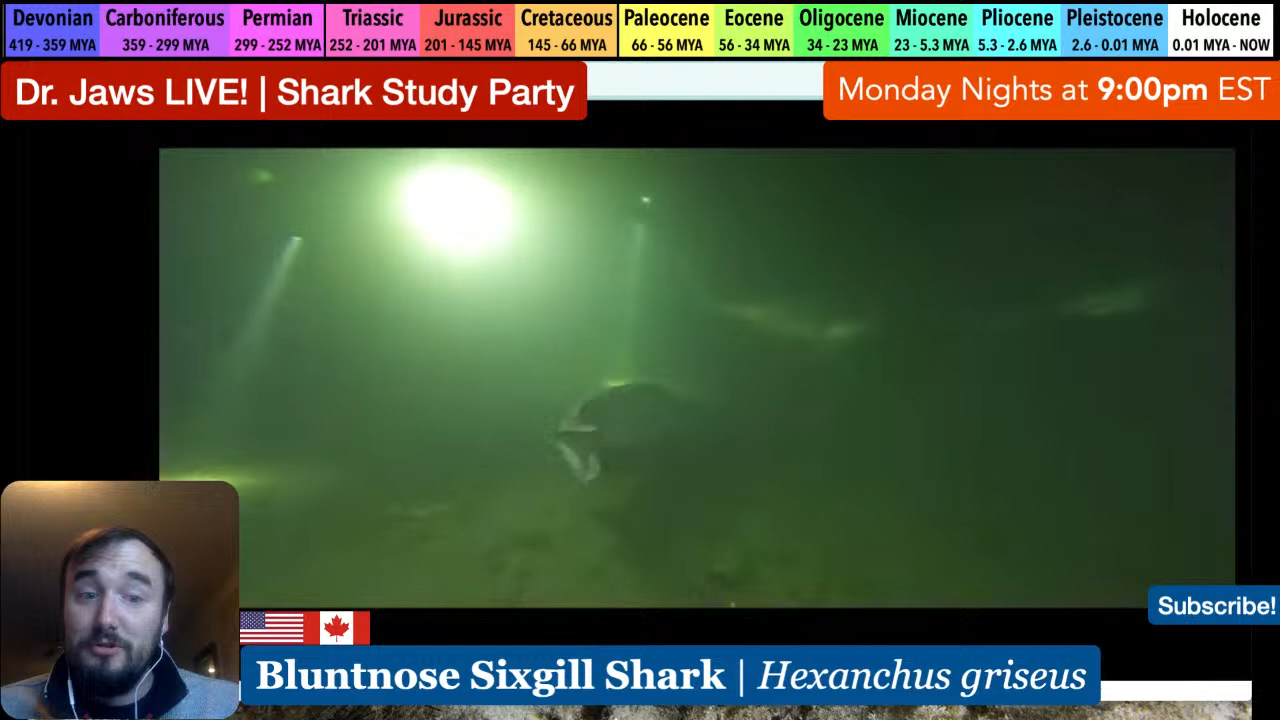 Devonian Carboniferous Permian Triassic Jurassic Cretaceous Paleocene Eocene Oligocene Miocene Pliocene Pleistocene Holocene
419 - 359 MYA 359 - 299 MYA 299 - 252 MYA 252 - 201 MYA 201 - 145 MYA 145 - 66 MYA 66 - 56 MYA 56 - 34 MYA 34 - 23 MYA 23 - 5.3 MYA 5.3 - 2.6 MYA 2.6 - 0.01 MYA 0.01 MYA - NOW
Dr. Jaws LIVE! | Shark Study Party
Monday Nights at 9:00pm EST
Subscribe!
Bluntnose Sixgill Shark | Hexanchus griseus